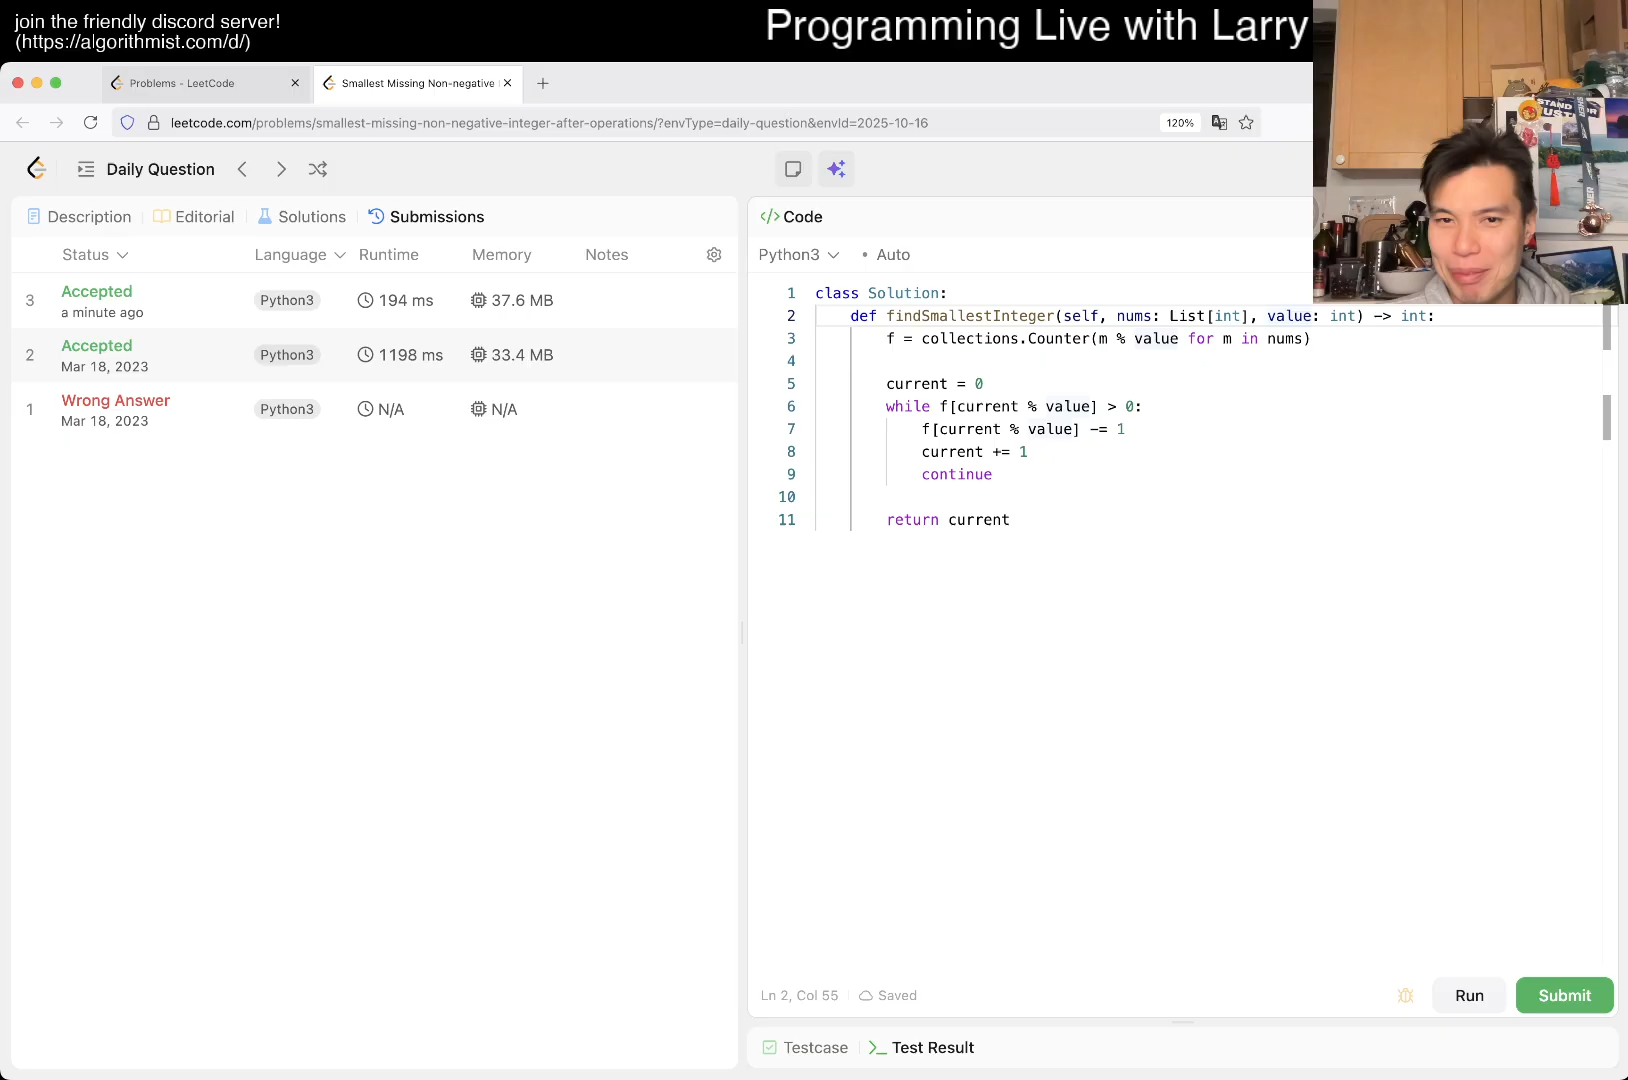 join the friendly discord server!
(https://algorithmist.com/d/)
Programming Live with Larry
Problems - LeetCode
Smallest Missing Non-negative
leetcode.com/problems/smallest-missing-non-negative-integer-after-operations/?envType=daily-question&envId=2025-10-16
120%
Daily Question
Description
Editorial
Solutions
Submissions
Status
Language
Runtime
Memory
Notes
3
Accepted
a minute ago
Python3
194 ms
37.6 MB
2
Accepted
Mar 18, 2023
Python3
1198 ms
33.4 MB
1
Wrong Answer
Mar 18, 2023
Python3
N/A
N/A
</> Code
Python3
• Auto
1 class Solution:
2 def findSmallestInteger(self, nums: List[int], value: int) -> int:
3 f = collections.Counter(m % value for m in nums)
4
5 current = 0
6 while f[current % value] > 0:
7 f[current % value] -= 1
8 current += 1
9 continue
10
11 return current
Ln 2, Col 55
Saved
Run
Submit
Testcase
Test Result